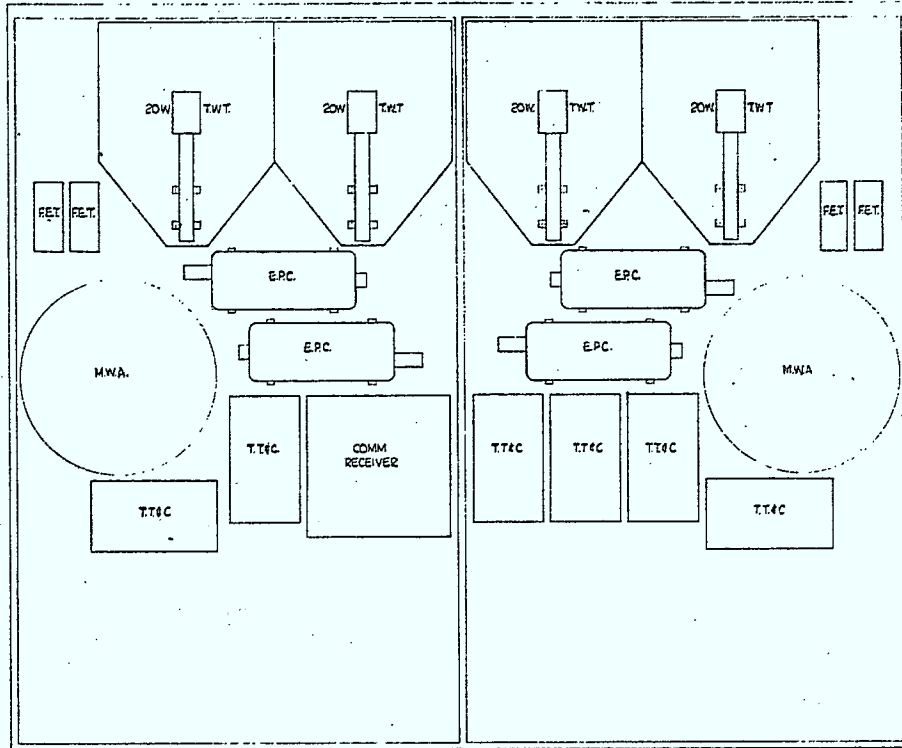 20W T.W.T. 20W T.W.T 20W. T.W.T. 20W T.W.T
F.E.T. F.E.T. F.E.T. F.E.T.
E.P.C. E.P.C.
E.P.C. E.P.C.
M.W.A. M.W.A
T.T.&C. COMM T.T&C T.T&C T.T&C
RECEIVER
T.T.&C T.T.&C